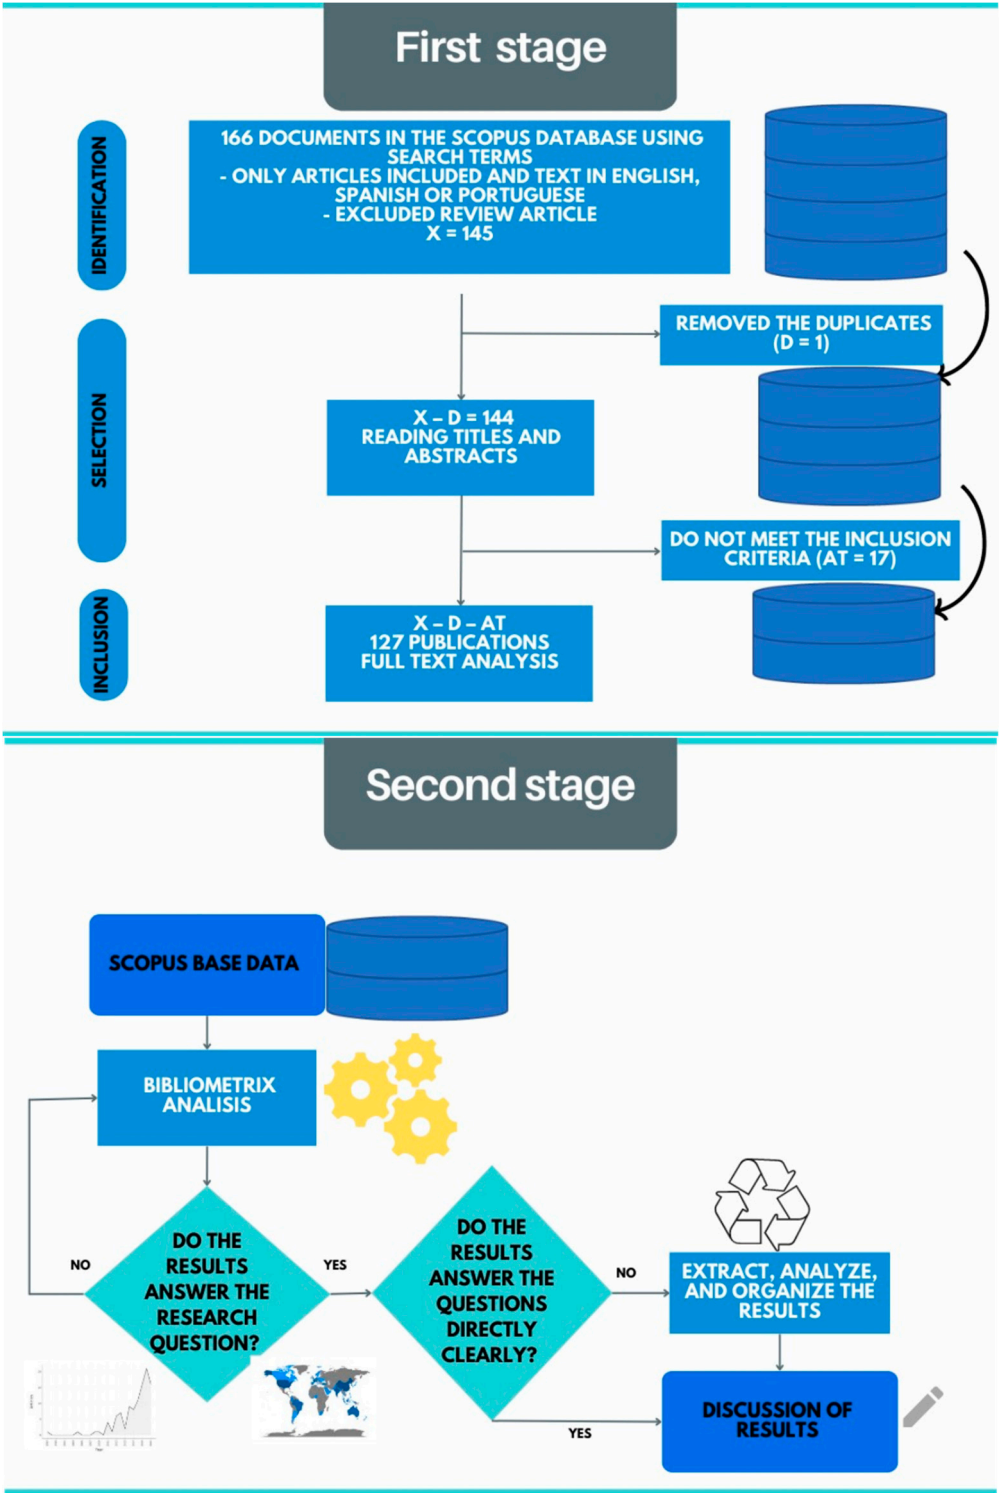 First stage
IDENTIFICATION
166 DOCUMENTS IN THE SCOPUS DATABASE USING
SEARCH TERMS
- ONLY ARTICLES INCLUDED AND TEXT IN ENGLISH,
SPANISH OR PORTUGUESE
- EXCLUDED REVIEW ARTICLE
X = 145
REMOVED THE DUPLICATES
(D = 1)
SELECTION
X – D = 144
READING TITLES AND
ABSTRACTS
DO NOT MEET THE INCLUSION
CRITERIA (AT = 17)
INCLUSION
X – D – AT
127 PUBLICATIONS
FULL TEXT ANALYSIS
Second stage
SCOPUS BASE DATA
BIBLIOMETRIX
ANALISIS
DO THE
RESULTS
ANSWER THE
RESEARCH
QUESTION?
NO
YES
DO THE
RESULTS
ANSWER THE
QUESTIONS
DIRECTLY
CLEARLY?
NO
YES
EXTRACT, ANALYZE,
AND ORGANIZE THE
RESULTS
DISCUSSION OF
RESULTS